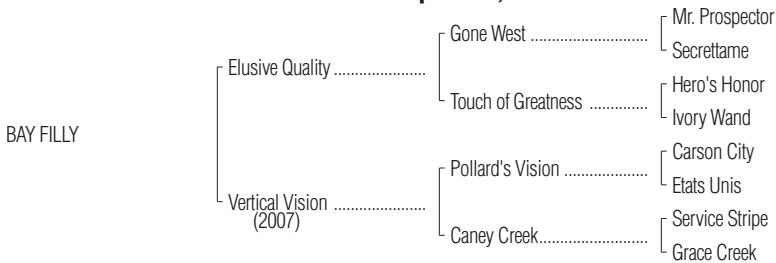 Mr. Prospector
Gone West ........................
Secrettame
Elusive Quality ......................
Hero's Honor
Touch of Greatness ..............
Ivory Wand
BAY FILLY
Carson City
Pollard's Vision ....................
Etats Unis
Vertical Vision ......................
(2007)
Service Stripe
Caney Creek..........................
Grace Creek